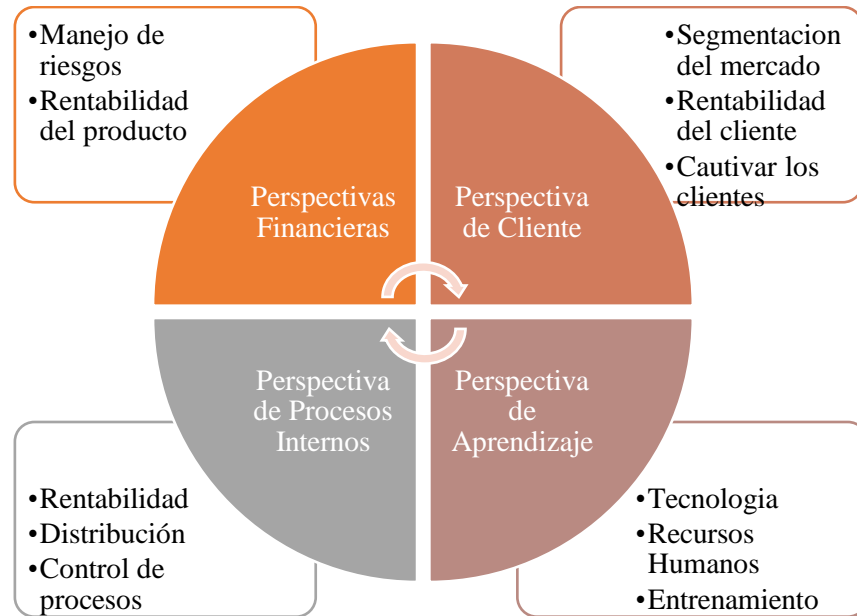 •Manejo de
riesgos
•Rentabilidad
del producto
•Segmentacion
del mercado
•Rentabilidad
del cliente
•Cautivar los
clientes
Perspectivas
Financieras
Perspectiva
de Cliente
Perspectiva
de Procesos
Internos
Perspectiva
de
Aprendizaje
•Rentabilidad
•Distribución
•Control de
procesos
•Tecnologia
•Recursos
Humanos
•Entrenamiento